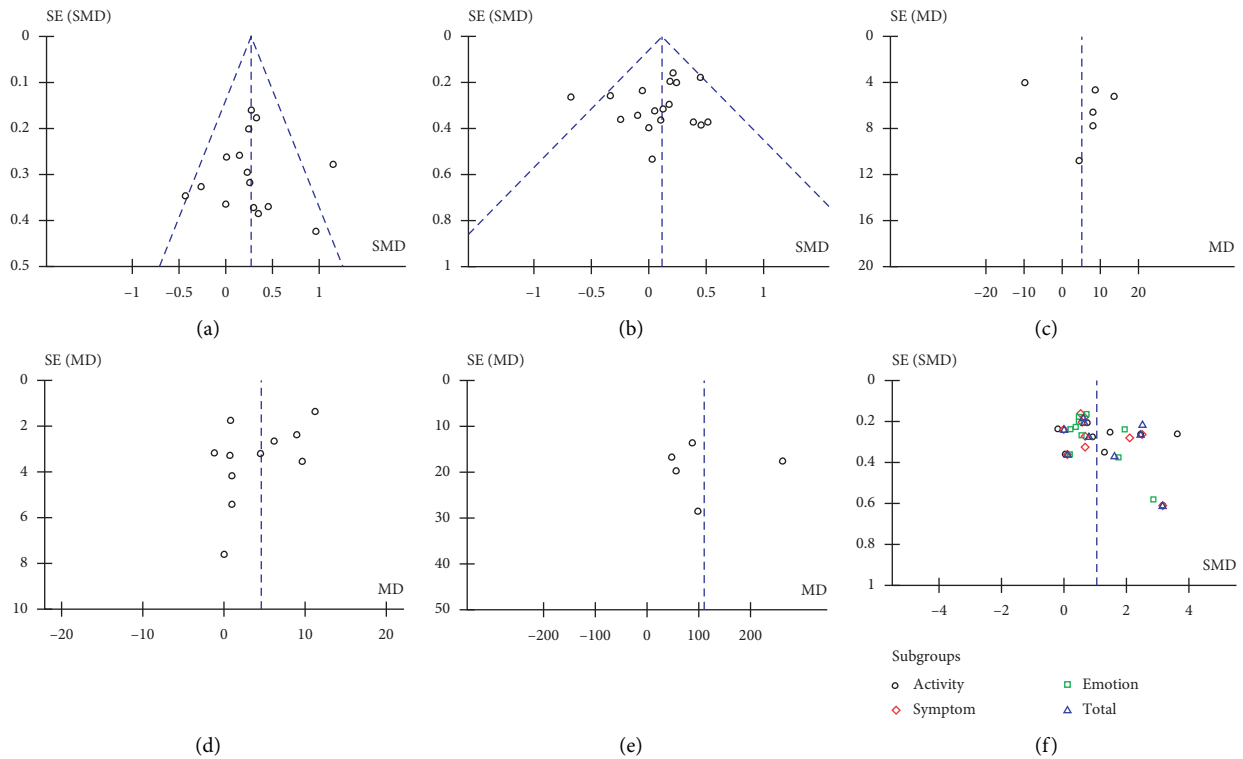 SE (SMD)
0
0.1
0.2
0.3
0.4
0.5
SMD
–1
–0.5
0
0.5
1
(a)
SE (SMD)
0
0.2
0.4
0.6
0.8
1
SMD
–1
–0.5
0
0.5
1
(b)
SE (MD)
0
4
8
12
16
20
MD
–20
–10
0
10
20
(c)
SE (MD)
0
2
4
6
8
10
MD
–20
–10
0
10
20
(d)
SE (MD)
0
10
20
30
40
50
MD
–200
–100
0
100
200
(e)
SE (SMD)
0
0.2
0.4
0.6
0.8
1
SMD
–4
–2
0
2
4
Subgroups
Activity
Emotion
Symptom
Total
(f)